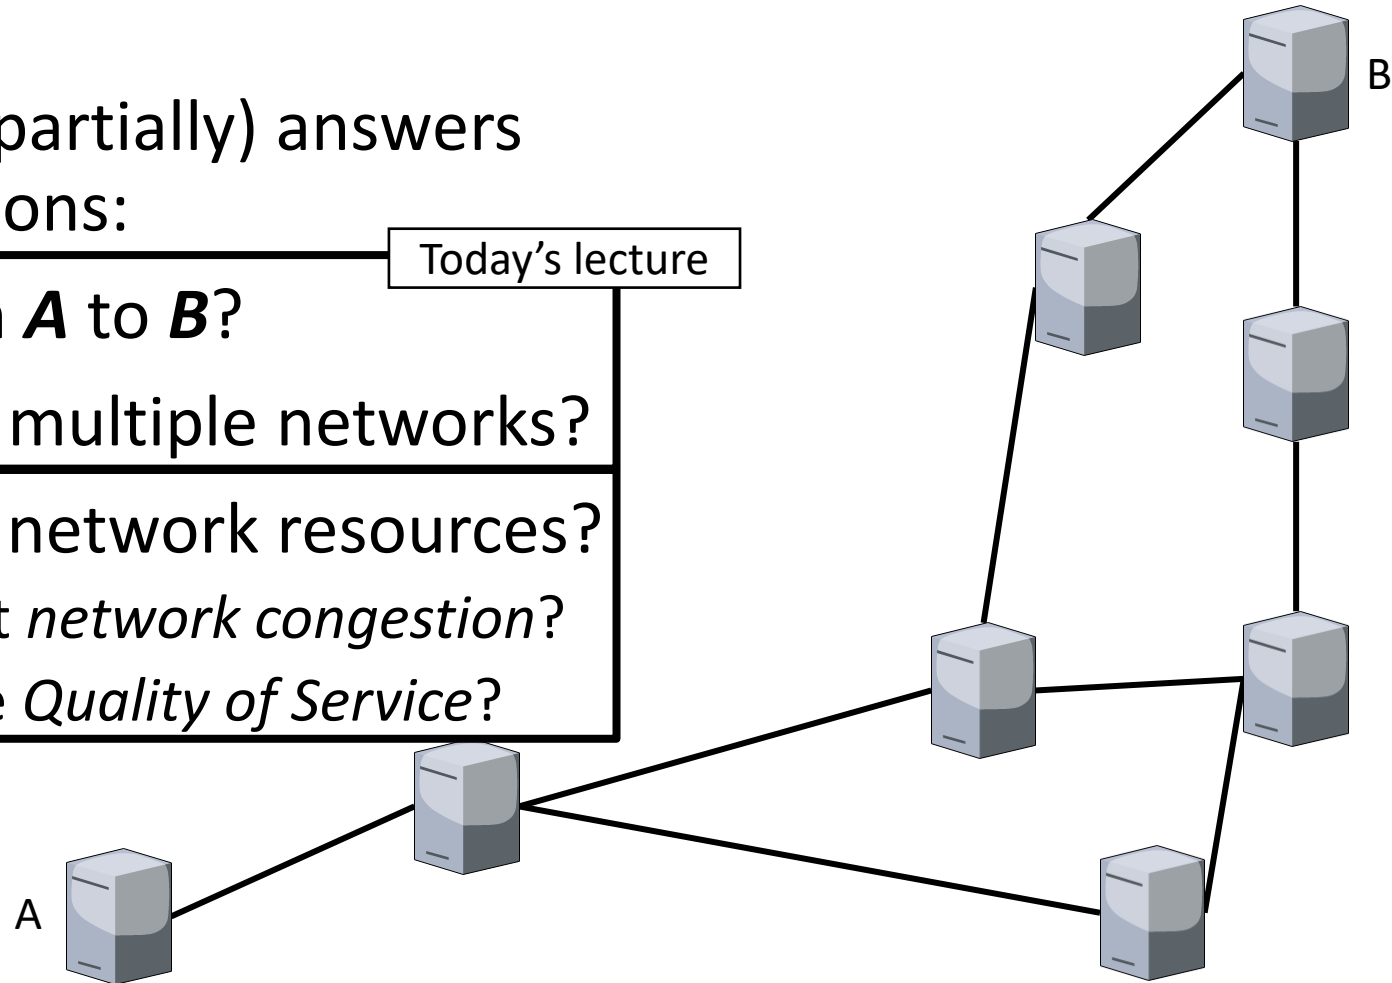 partially) answers
ons:
Today's lecture
A to B?
multiple networks?
network resources?
t network congestion?
e Quality of Service?
B
A